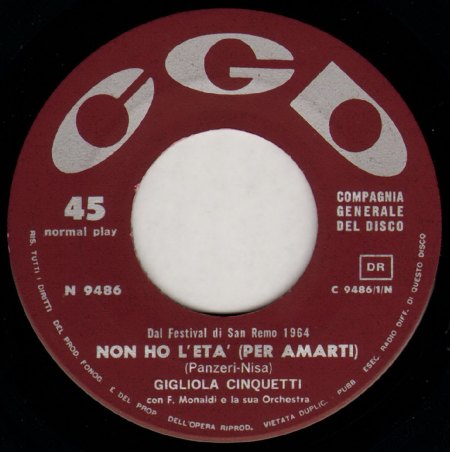 CGD
45
normal play
COMPAGNIA
GENERALE
DEL DISCO
DR
N 9486
C 9486/1/N
Dal Festival di San Remo 1964
NON HO L'ETA' (PER AMARTI)
(Panzeri-Nisa)
GIGLIOLA CINQUETTI
con F. Monaldi e la sua Orchestra
RIS. TUTTI I DIRITTI DEL PROD. FONOG. E DEL PROP DELL'OPERA RIPROD. VIETATA DUPLIC. PUBB ESEC RADIO DIFF. DI QUESTO DISCO